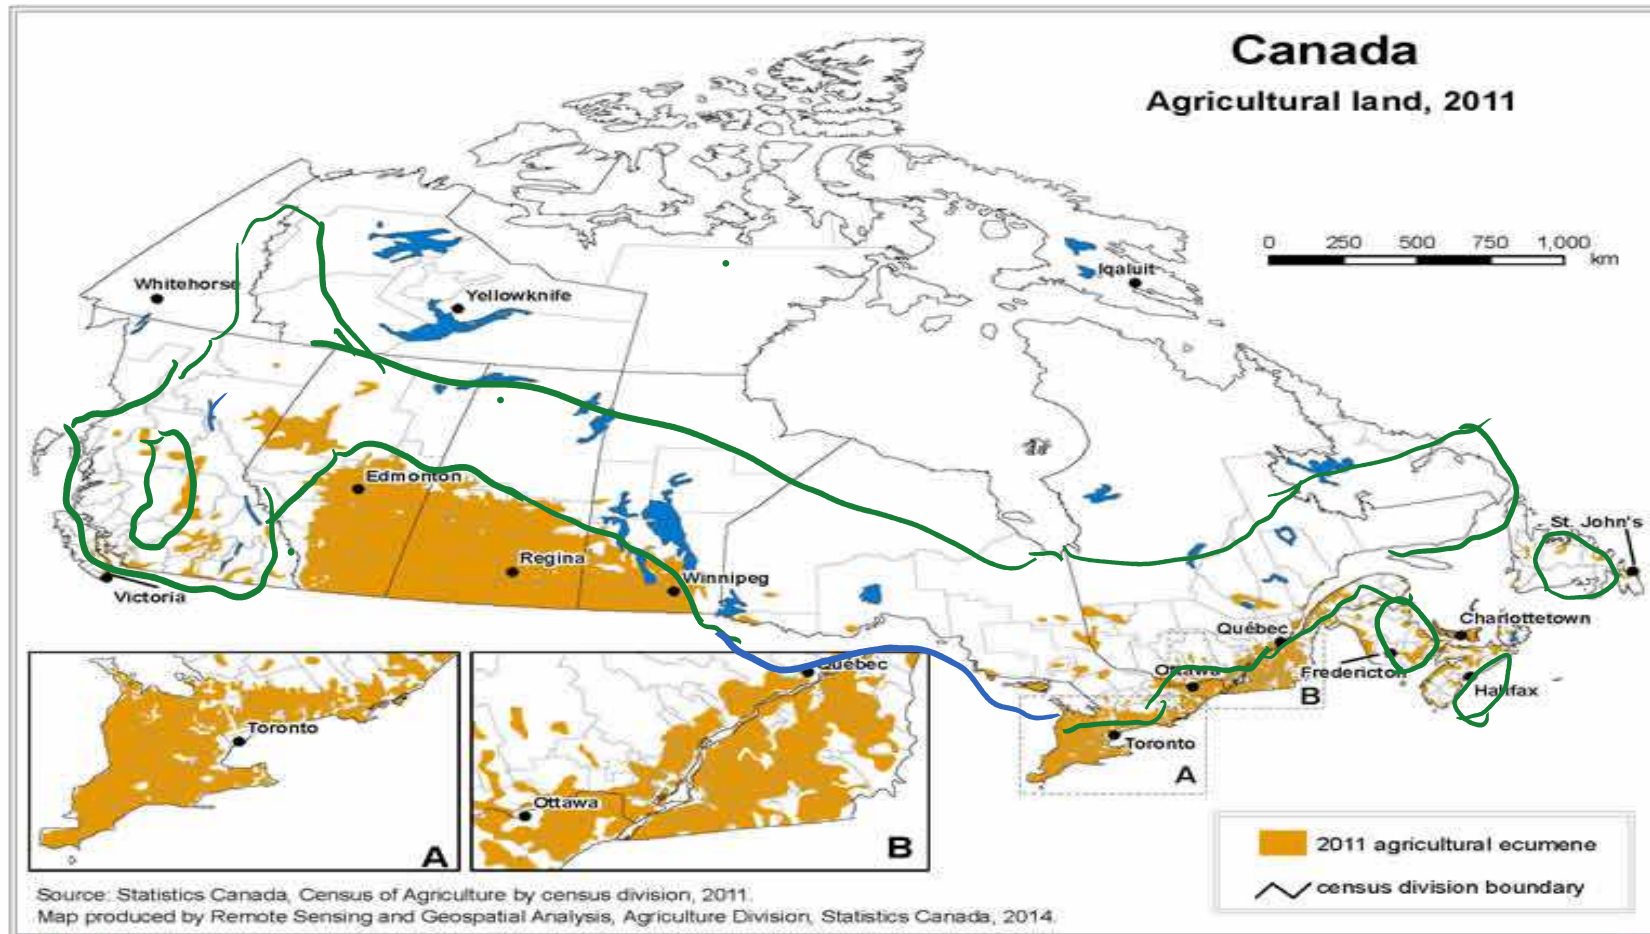 Canada
Agricultural land, 2011
0 250 500 750 1,000
km
Iqaluit
Whitehorse
Yellowknife
Edmonton
Regina
Winnipeg
Victoria
St. John's
Charlottetown
Québec
Fredericton
Halifax
Ottawa
B
Toronto
A
Toronto
A
Québec
Ottawa
B
2011 agricultural ecumene
census division boundary
Source: Statistics Canada, Census of Agriculture by census division, 2011.
Map produced by Remote Sensing and Geospatial Analysis, Agriculture Division, Statistics Canada, 2014.